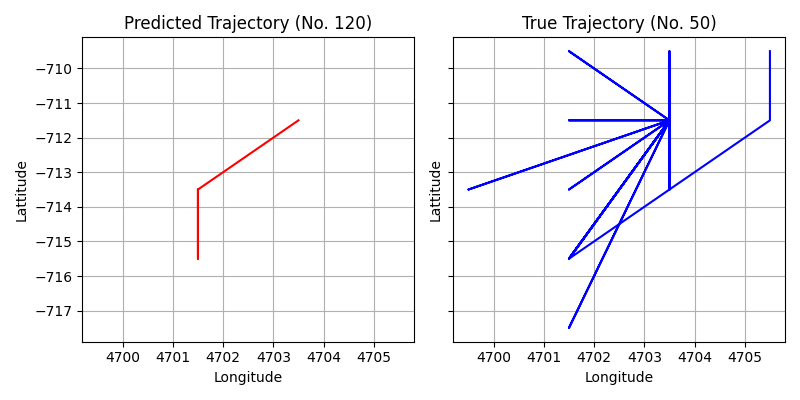 Predicted Trajectory (No. 120)
−710
−711
−712
−713
−714
−715
−716
−717
Lattitude
4700 4701 4702 4703 4704 4705
Longitude
True Trajectory (No. 50)
Lattitude
4700 4701 4702 4703 4704 4705
Longitude